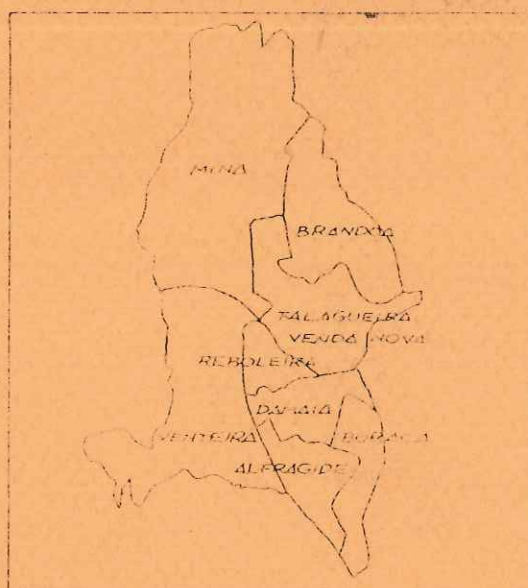 MINA
BRANDOA
FALAGUEIRA
VENDA NOVA
REBOLEIRA
DAMAIA
VENTEIRA
BURACA
ALFRAGIDE